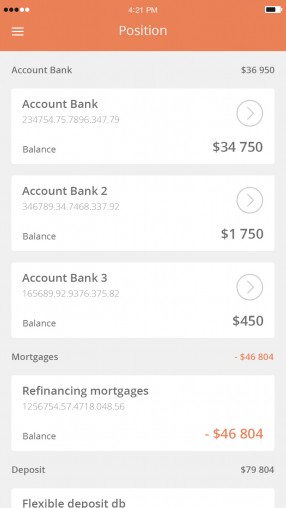 4:21 PM
Position
Account Bank $36 950
Account Bank
234754.75.7896.347.79
Balance $34 750
Account Bank 2
346789.34.7468.337.92
Balance $1 750
Account Bank 3
165689.92.9376.375.82
Balance $450
Mortgages - $46 804
Refinancing mortgages
1256754.57.4718.048.56
Balance - $46 804
Deposit $79 804
Flexible deposit db